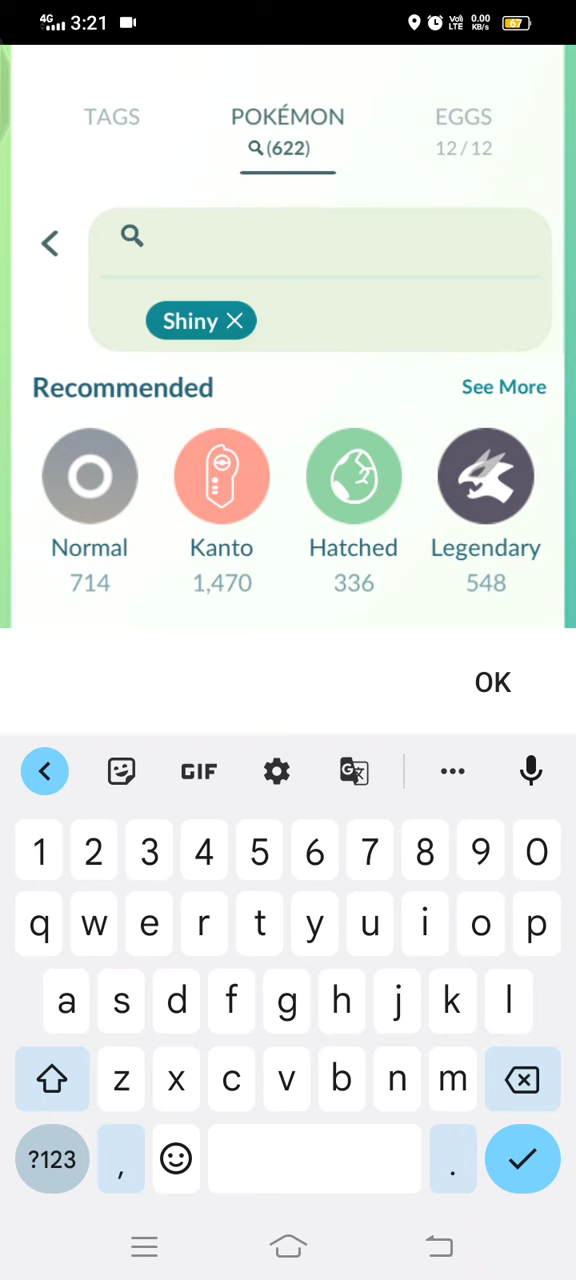 4G 3:21 Vol) LTE 0.00 KB/s 67
TAGS POKÉMON EGGS
(622) 12/12
Shiny
Recommended See More
Normal Kanto Hatched Legendary
714 1,470 336 548
OK
GIF
1 2 3 4 5 6 7 8 9 0
q w e r t y u i o p
a s d f g h j k l
z x c v b n m
?123 , .